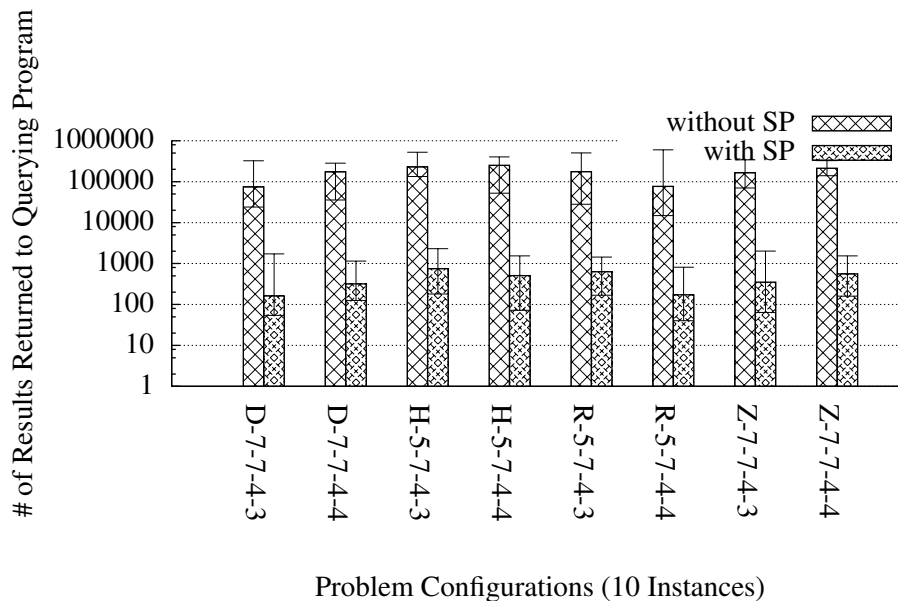 # of Results Returned to Querying Program
1000000
100000
10000
1000
100
10
1
without SP
with SP
D-7-7-4-3
D-7-7-4-4
H-5-7-4-3
H-5-7-4-4
R-5-7-4-3
R-5-7-4-4
Z-7-7-4-3
Z-7-7-4-4
Problem Configurations (10 Instances)